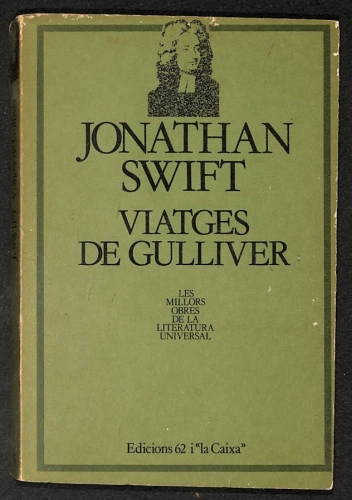 JONATHAN
SWIFT
VIATGES
DE GULLIVER
LES
MILLORS
OBRES
DE LA
LITERATURA
UNIVERSAL
Edicions 62 i "la Caixa"